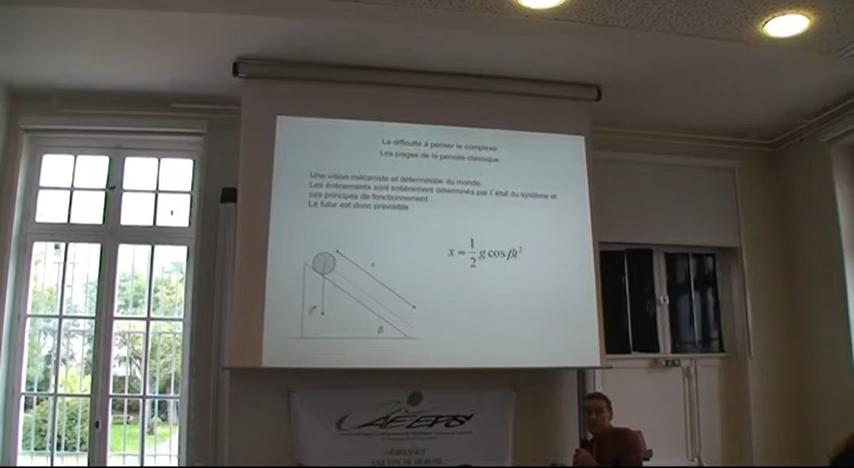 La difficulté à penser le complexe
Les pièges de la pensée classique
Une vision mécaniste et déterminée du monde.
Les évènements sont entièrement déterminés par l'état du système et
ses principes de fonctionnement.
Le futur est donc prévisible
x = 1/2 g cos βt²
x
g
β
AEEPS